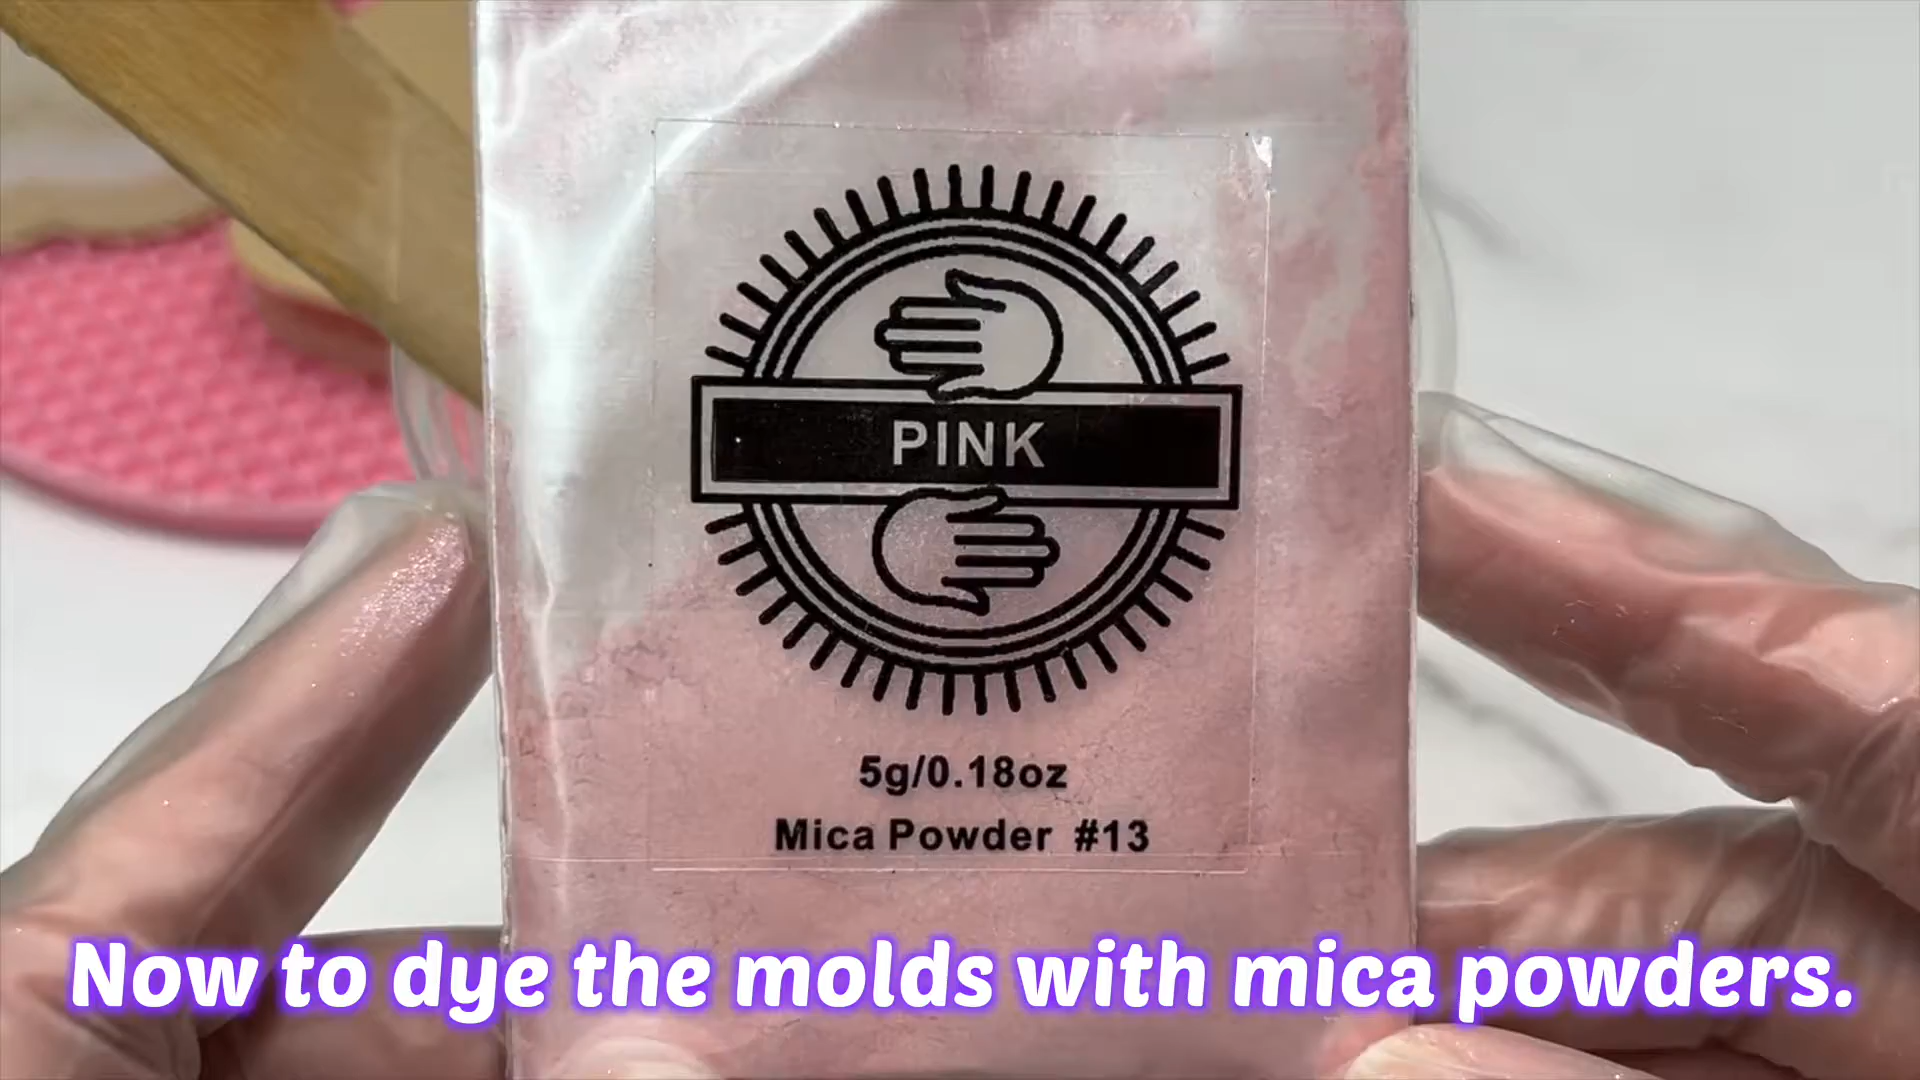 PINK
5g/0.18oz
Mica Powder #13
Now to dye the molds with mica powders.